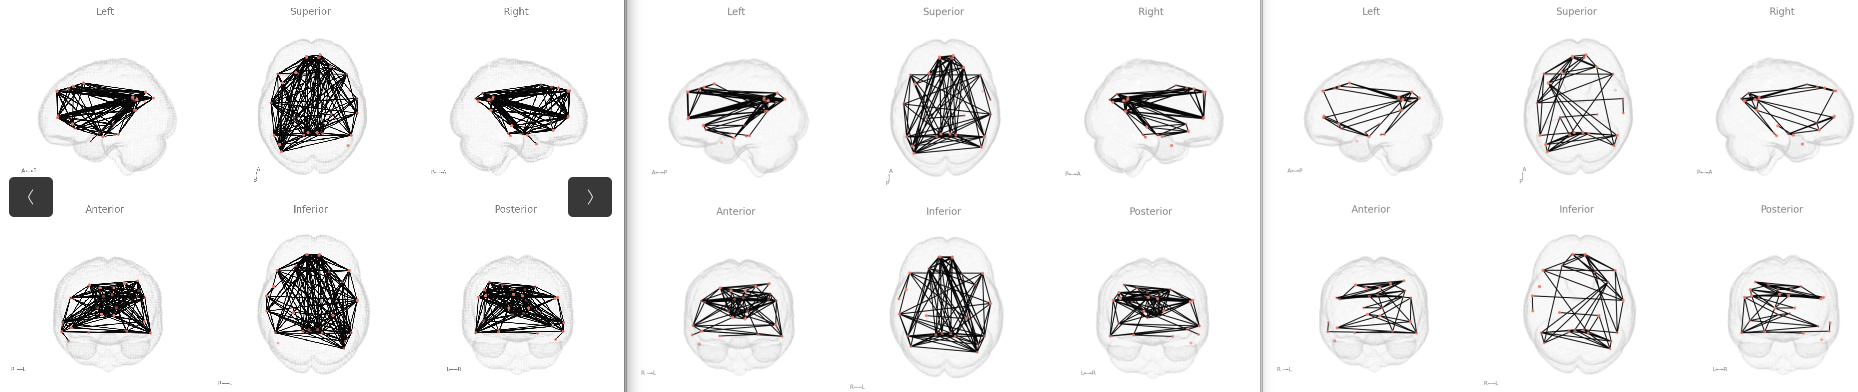 Left Superior Right Left Superior Right Left Superior Right
A P→A A→P A P P→A A→P A P P→A
Anterior Inferior Posterior Anterior Inferior Posterior Anterior Inferior Posterior
R→L L→R R→L L→R R→L L→R
R→L R→L